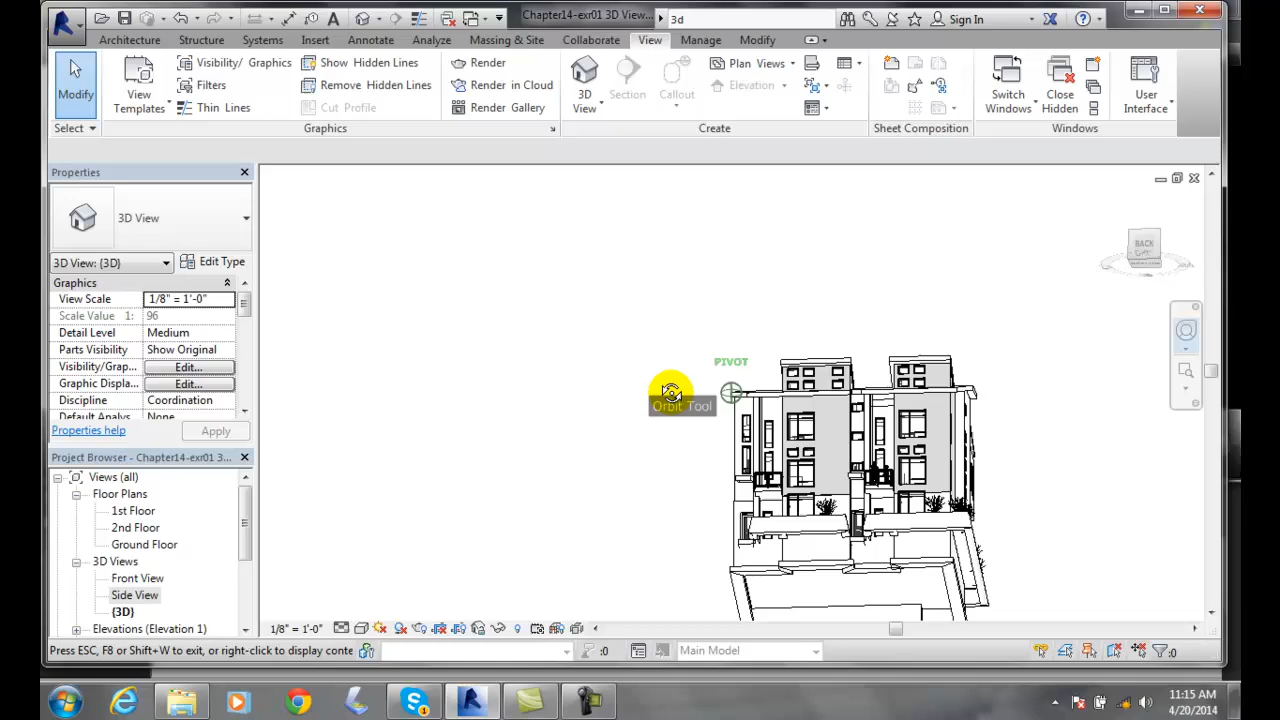 Chapter14-exr01 3D View...
3d
Sign In
Architecture Structure Systems Insert Annotate Analyze Massing & Site Collaborate View Manage Modify
Modify
Select
View Templates
Visibility/ Graphics
Filters
Thin Lines
Show Hidden Lines
Remove Hidden Lines
Cut Profile
Graphics
Render
Render in Cloud
Render Gallery
3D View
Section
Callout
Plan Views
Elevation
Create
Sheet Composition
Switch Windows
Close Hidden
User Interface
Windows
Properties
3D View
3D View: {3D}
Edit Type
Graphics
View Scale 1/8" = 1'-0"
Scale Value 1: 96
Detail Level Medium
Parts Visibility Show Original
Visibility/Grap... Edit...
Graphic Displa... Edit...
Discipline Coordination
Default Analys... None
Properties help
Apply
Project Browser - Chapter14-exr01 3...
Views (all)
Floor Plans
1st Floor
2nd Floor
Ground Floor
3D Views
Front View
Side View
{3D}
Elevations (Elevation 1)
PIVOT
Orbit Tool
BACK
1/8" = 1'-0"
Press ESC, F8 or Shift+W to exit, or right-click to display conte
:0
Main Model
:0
11:15 AM
4/20/2014